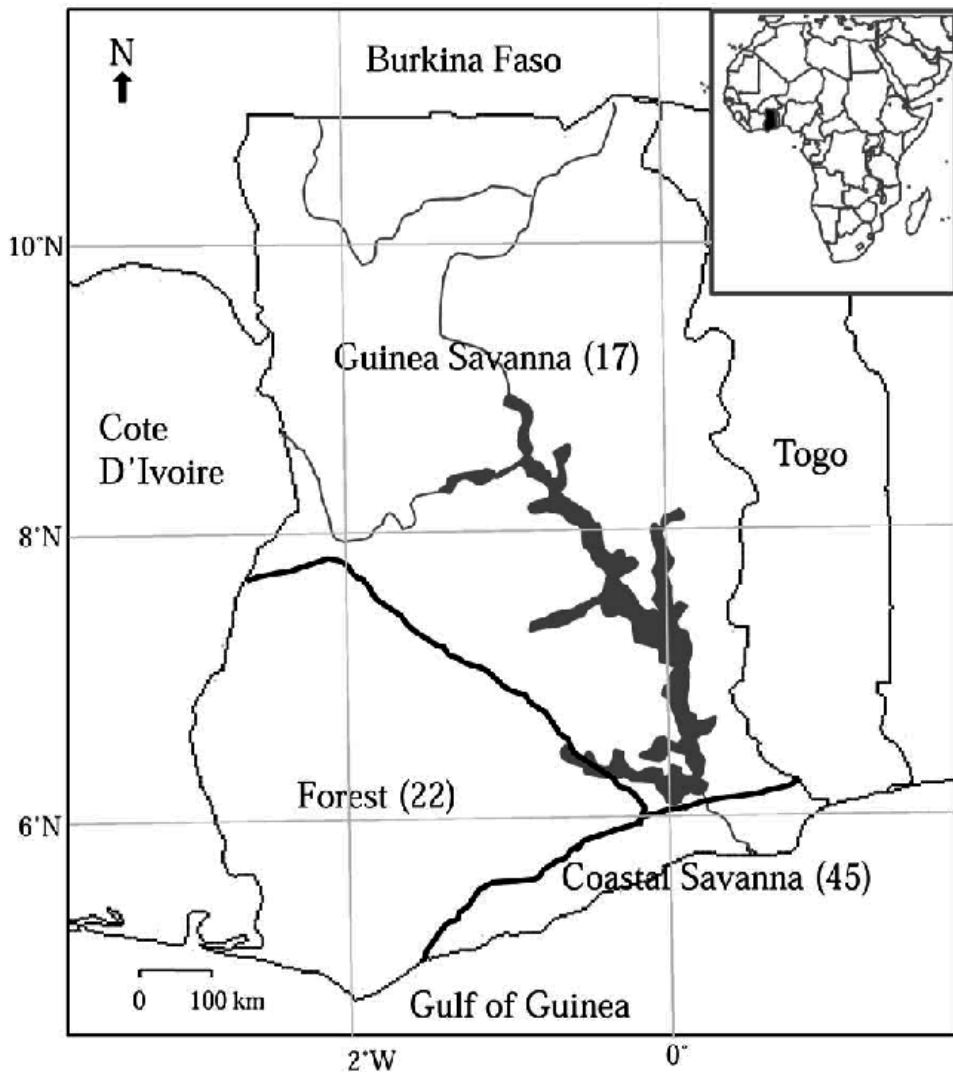 N
Burkina Faso
10°N
Guinea Savanna (17)
Cote
D'Ivoire
Togo
8°N
Forest (22)
6°N
Coastal Savanna (45)
0 100 km
Gulf of Guinea
2°W 0°